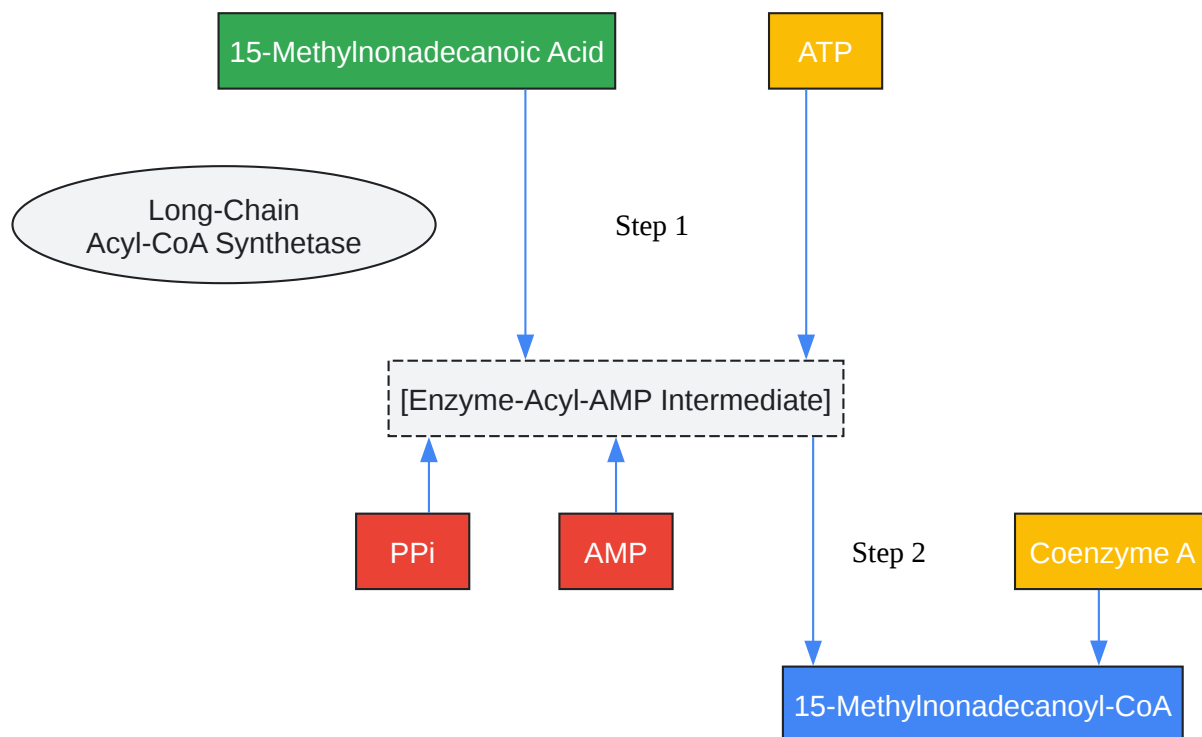 15-Methylnonadecanoic Acid
ATP
Long-Chain
Acyl-CoA Synthetase
Step 1
[Enzyme-Acyl-AMP Intermediate]
PPi
AMP
Step 2
Coenzyme A
15-Methylnonadecanoyl-CoA